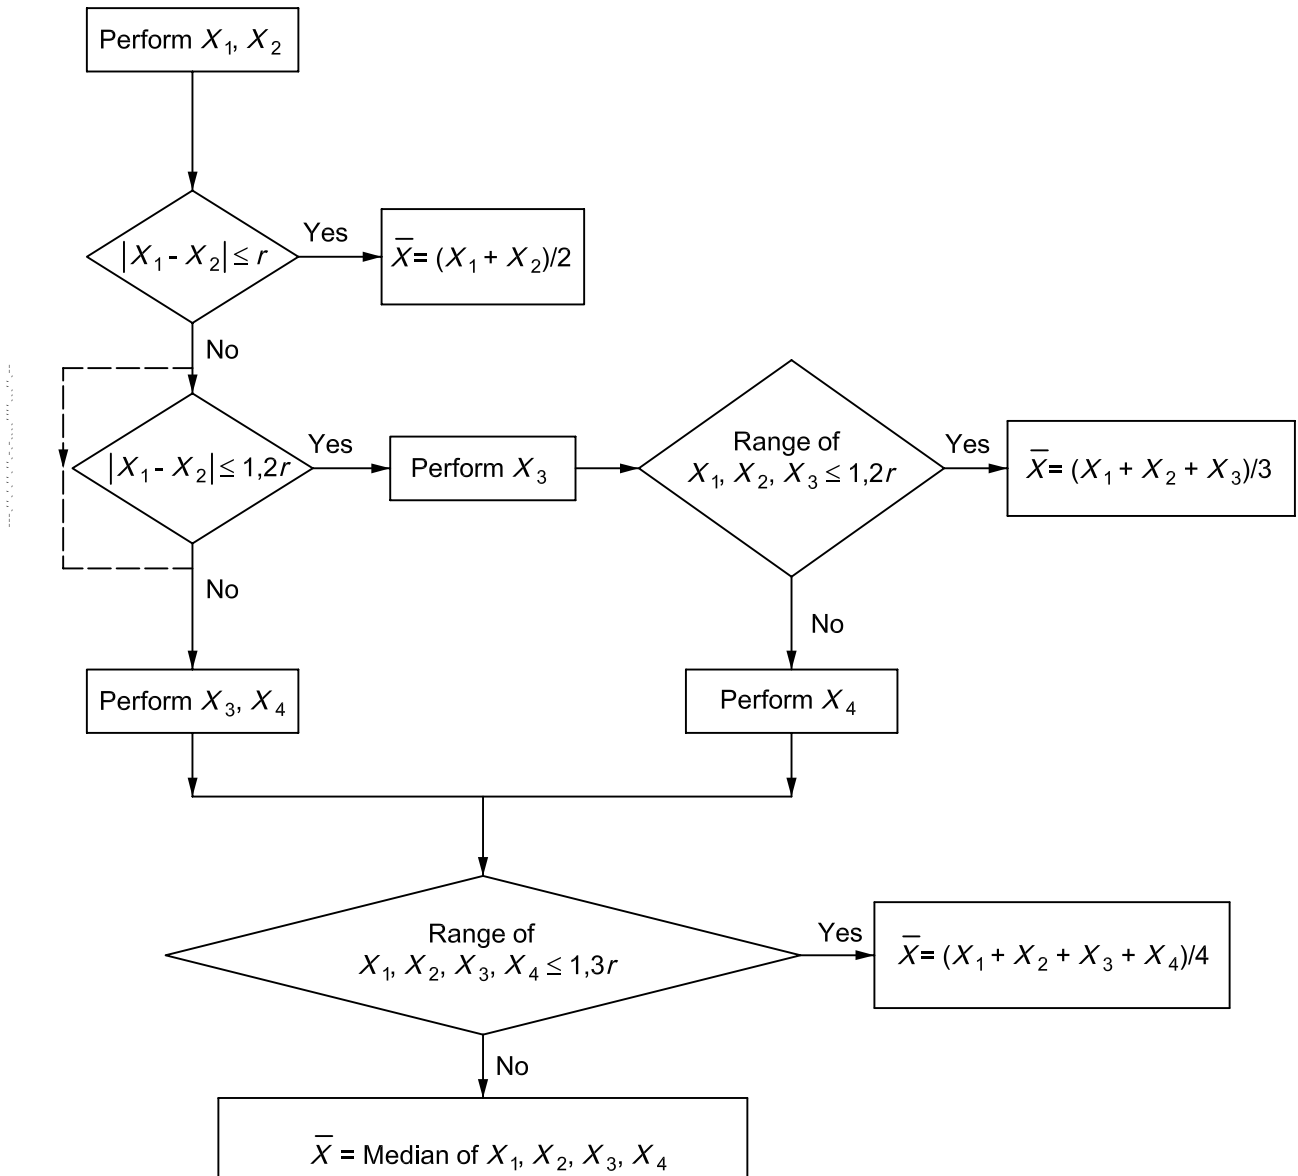 Perform X₁, X₂
|X₁ - X₂| ≤ r
Yes
X̅ = (X₁ + X₂)/2
No
|X₁ - X₂| ≤ 1,2r
Yes
Perform X₃
Range of
X₁, X₂, X₃ ≤ 1,2r
Yes
X̅ = (X₁ + X₂ + X₃)/3
No
No
Perform X₃, X₄
Perform X₄
Range of
X₁, X₂, X₃, X₄ ≤ 1,3r
Yes
X̅ = (X₁ + X₂ + X₃ + X₄)/4
No
X̅ = Median of X₁, X₂, X₃, X₄